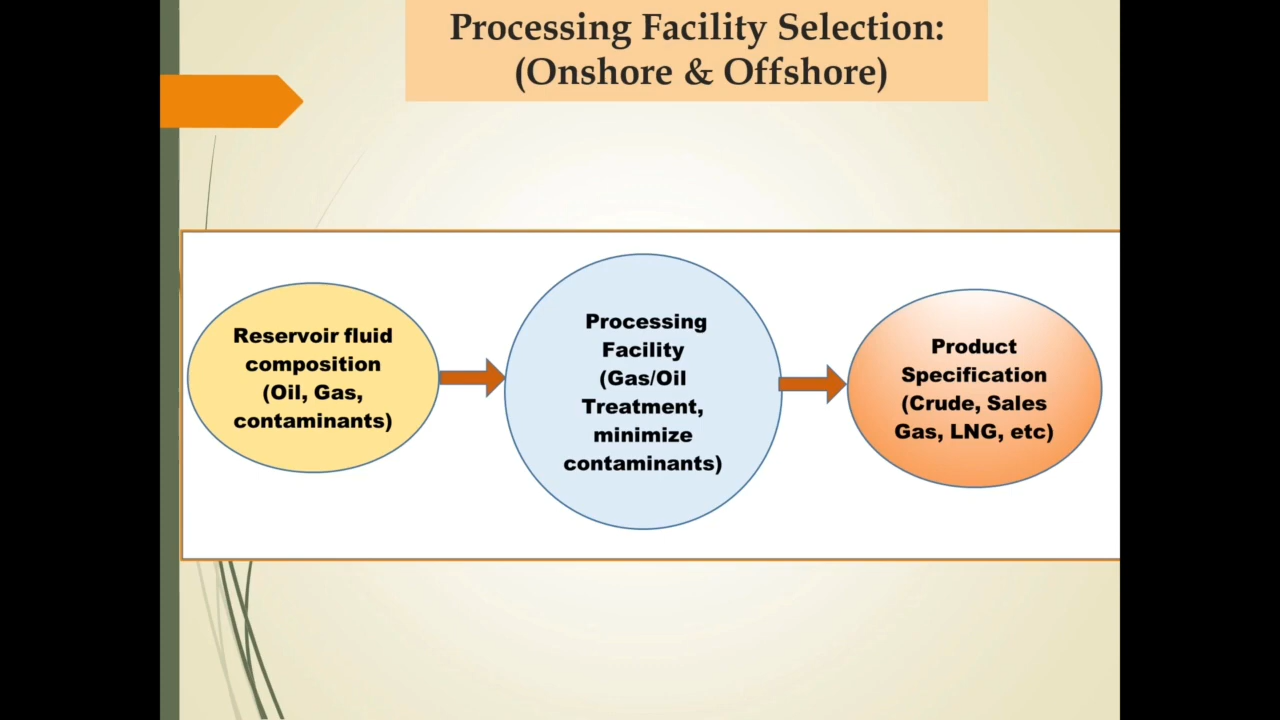 Processing Facility Selection:
(Onshore & Offshore)
Reservoir fluid
composition
(Oil, Gas,
contaminants)
Processing
Facility
(Gas/Oil
Treatment,
minimize
contaminants)
Product
Specification
(Crude, Sales
Gas, LNG, etc)